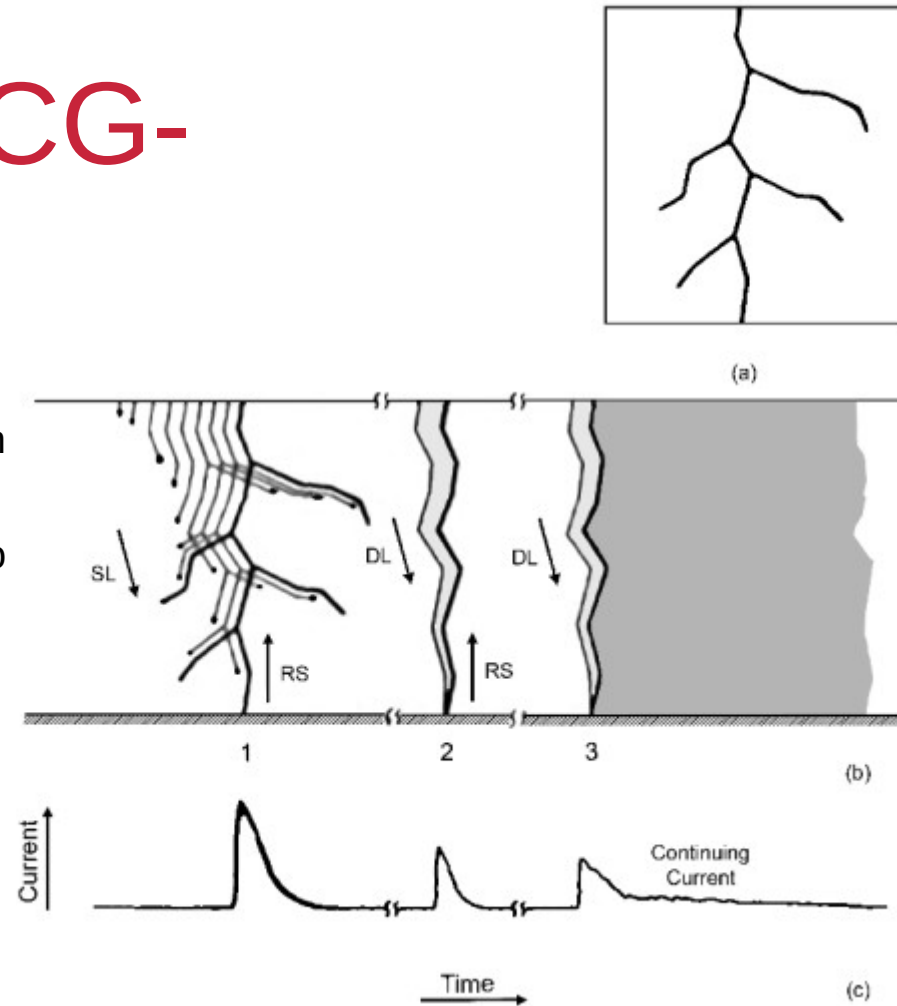 CG-
(a)
SL
RS
DL
RS
DL
1
2
3
(b)
Current
Continuing
Current
Time
(c)